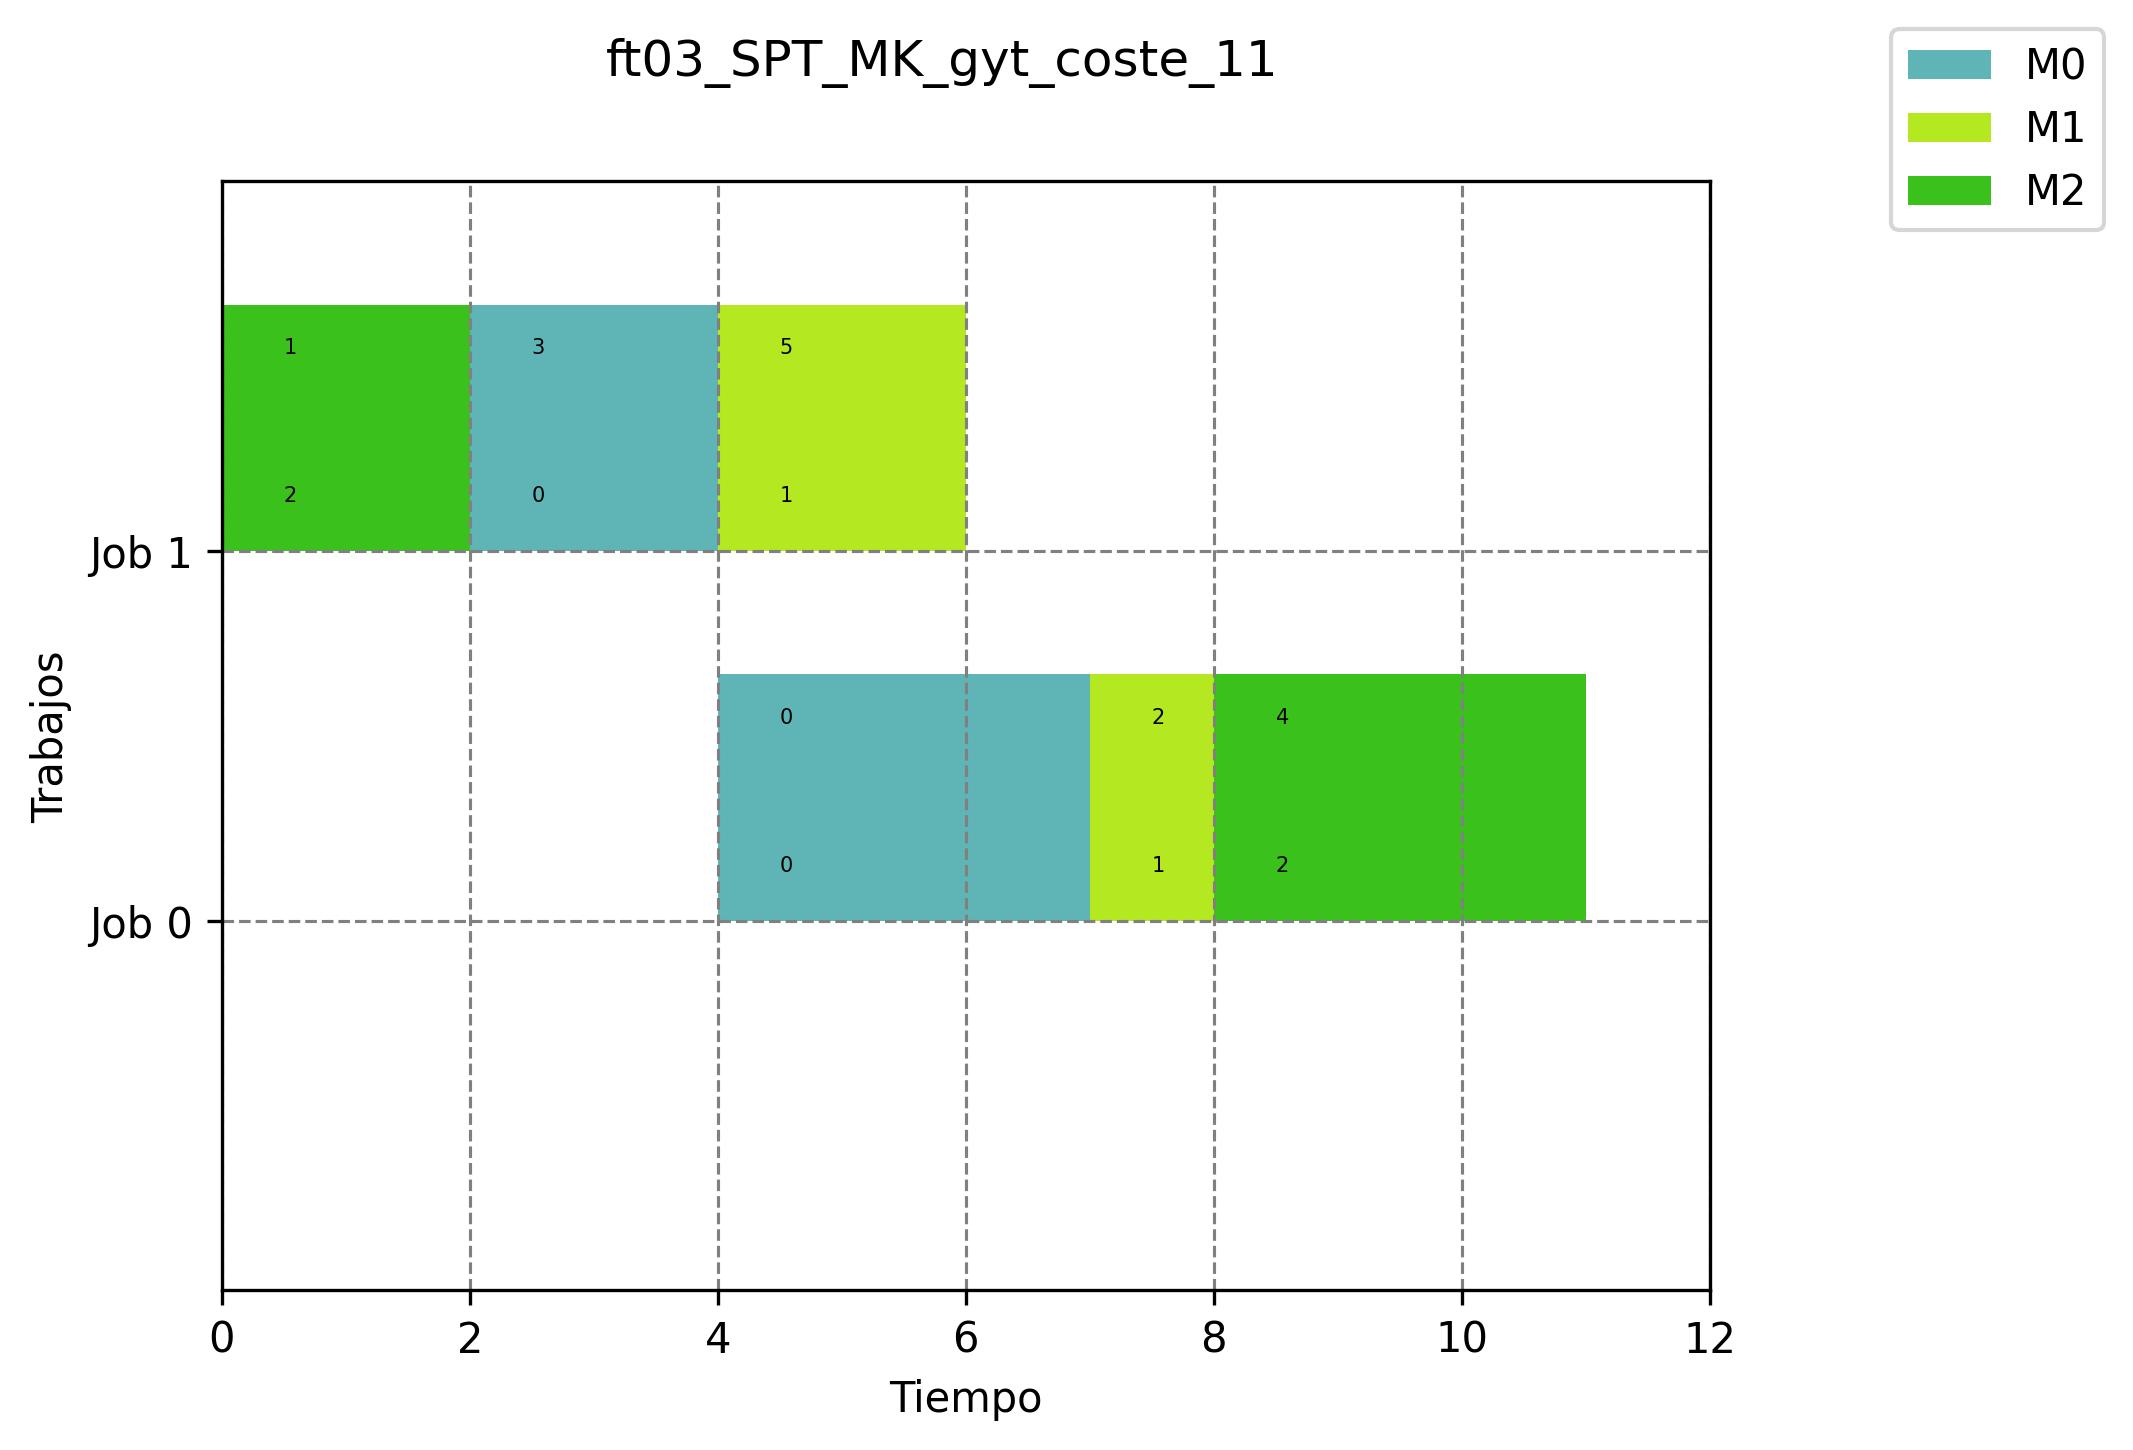 ft03_SPT_MK_gyt_coste_11
M0
M1
M2
1 3 5
2 0 1
Job 1
Trabajos
0 2 4
0 1 2
Job 0
0 2 4 6 8 10 12
Tiempo